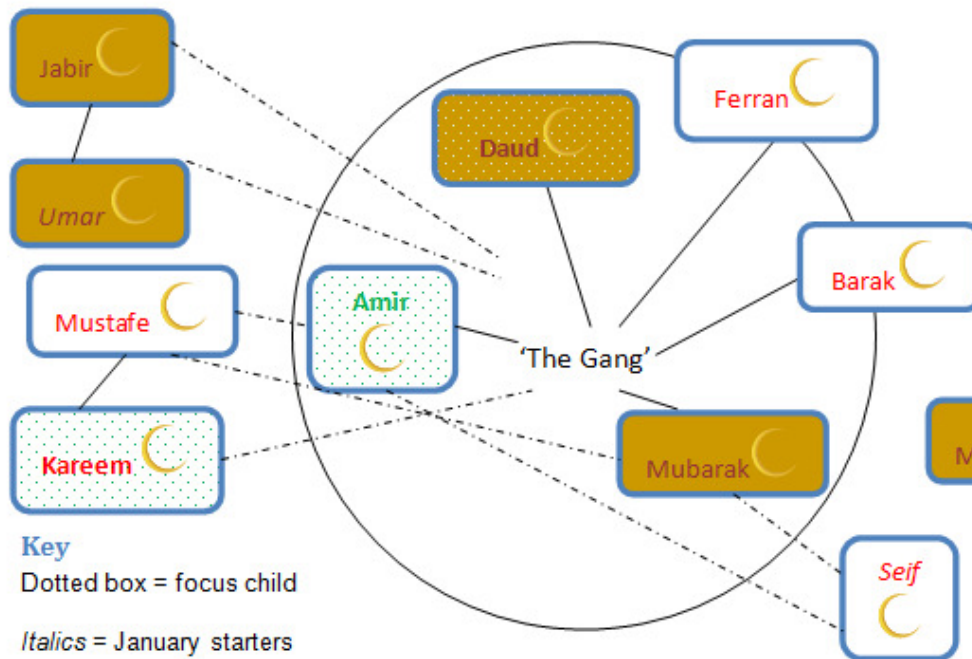 Jabir
Ferran
Daud
Umar
Amir
Barak
Mustafe
'The Gang'
Kareem
Mubarak
M
Key
Dotted box = focus child
Seif
Italics = January starters